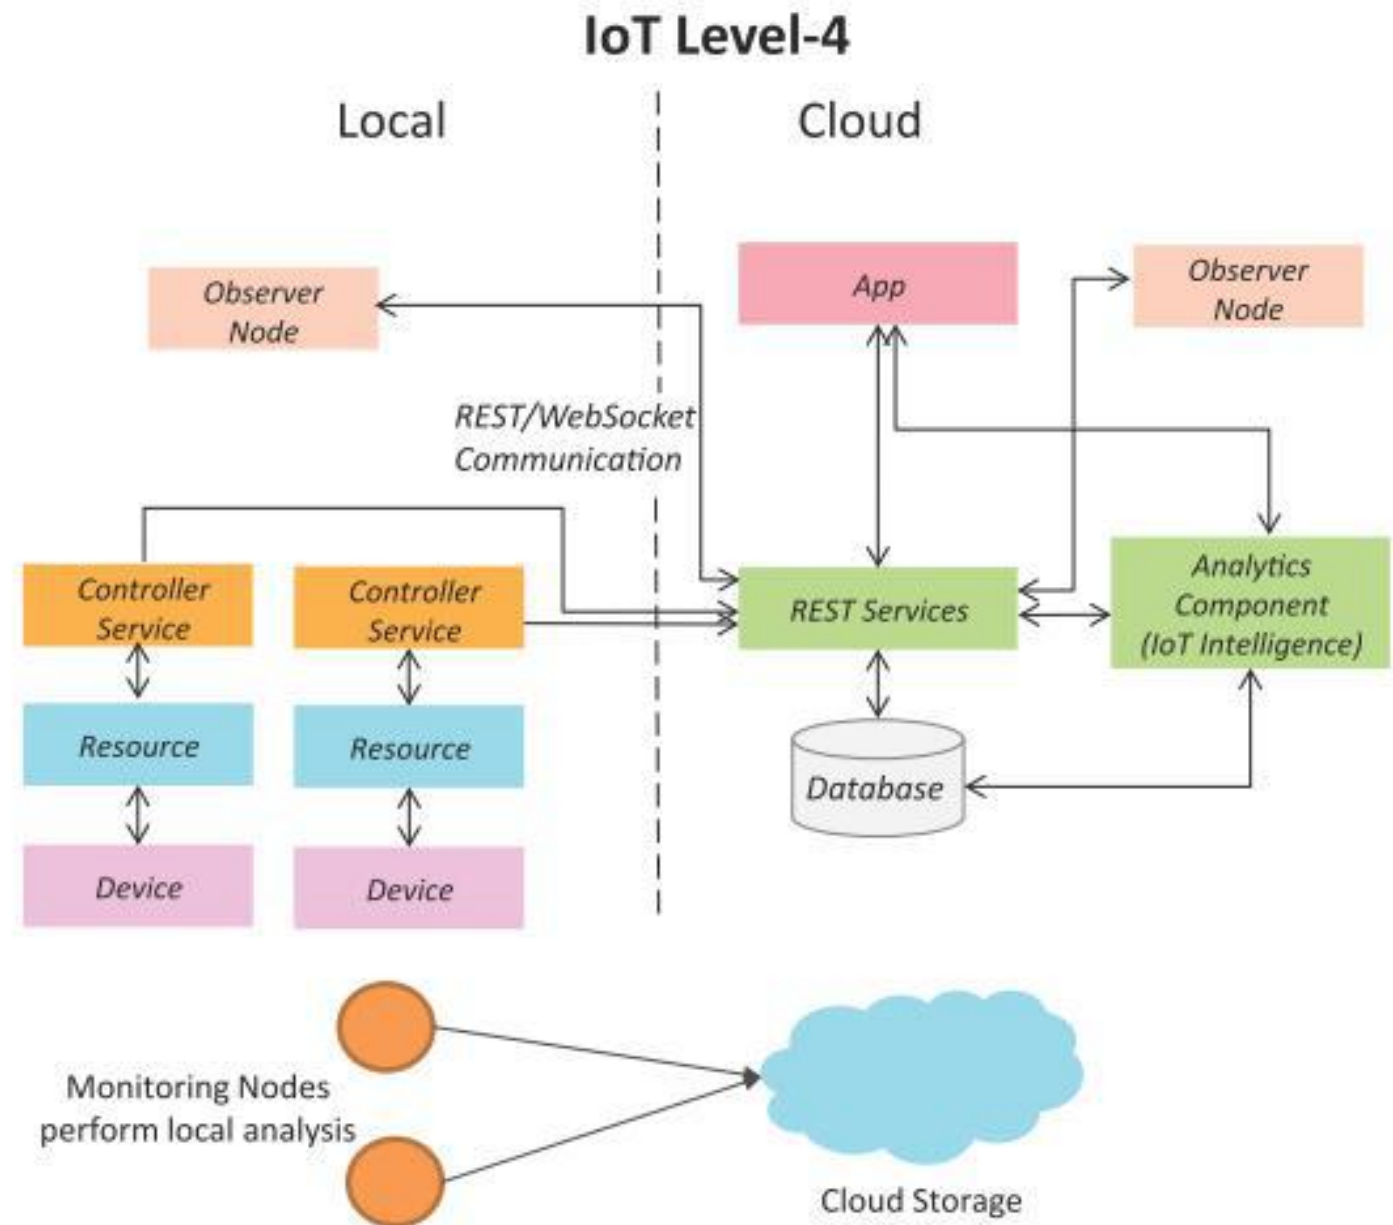 IoT Level-4
Local
Cloud
Observer
Node
App
Observer
Node
REST/WebSocket
Communication
Controller
Service
Controller
Service
REST Services
Analytics
Component
(IoT Intelligence)
Resource
Resource
Database
Device
Device
Monitoring Nodes
perform local analysis
Cloud Storage